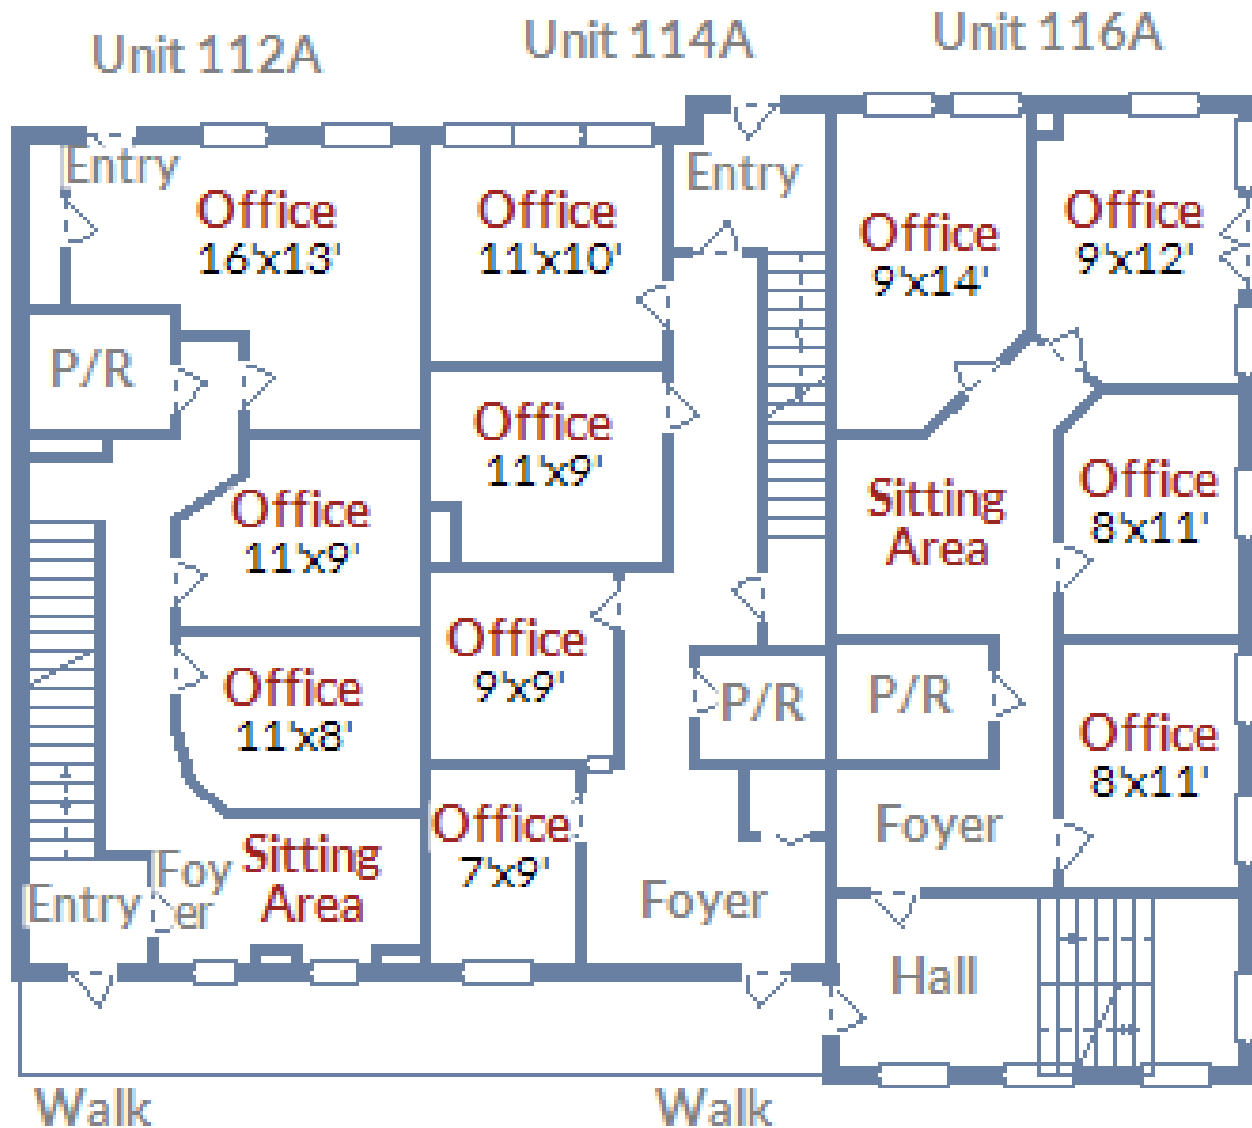 Unit 112A
Unit 114A
Unit 116A
Entry
Office
16'x13'
P/R
Office
11'x9'
Office
11'x8'
Foy
er
Sitting
Area
Entry
Walk
Office
11'x10'
Entry
Office
11'x9'
Office
9'x9'
P/R
Office
7'x9'
Foyer
Walk
Office
9'x14'
Office
9'x12'
Sitting
Area
Office
8'x11'
P/R
Office
8'x11'
Foyer
Hall